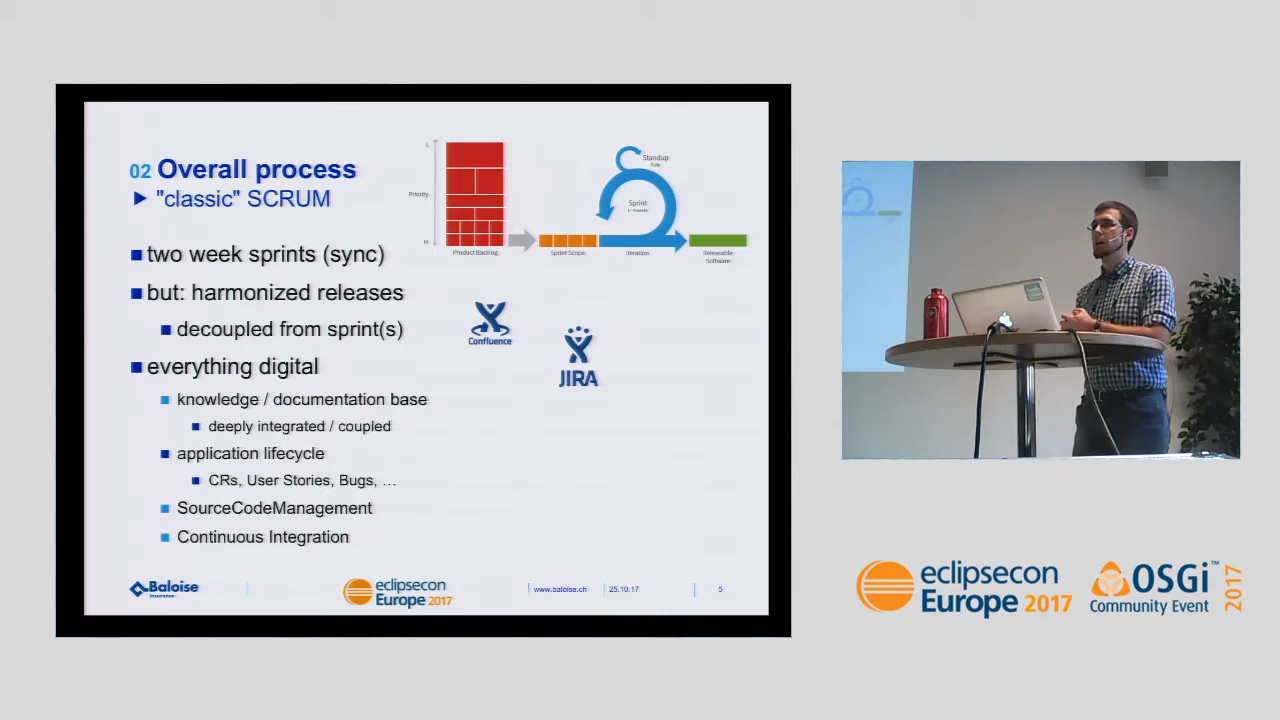 02 Overall process
"classic" SCRUM
two week sprints (sync)
but: harmonized releases
decoupled from sprint(s)
everything digital
knowledge / documentation base
deeply integrated / coupled
application lifecycle
CRs, User Stories, Bugs, …
SourceCodeManagement
Continuous Integration
L
Priority
H
Product Backlog
Sprint Scope
Standup
Daily
Sprint
Iteration
Releasable
Software
Confluence
JIRA
Baloise
Insurance
eclipsecon
Europe 2017
www.baloise.ch
25.10.17
5
eclipsecon
Europe 2017
OSGi™
Community Event
2017